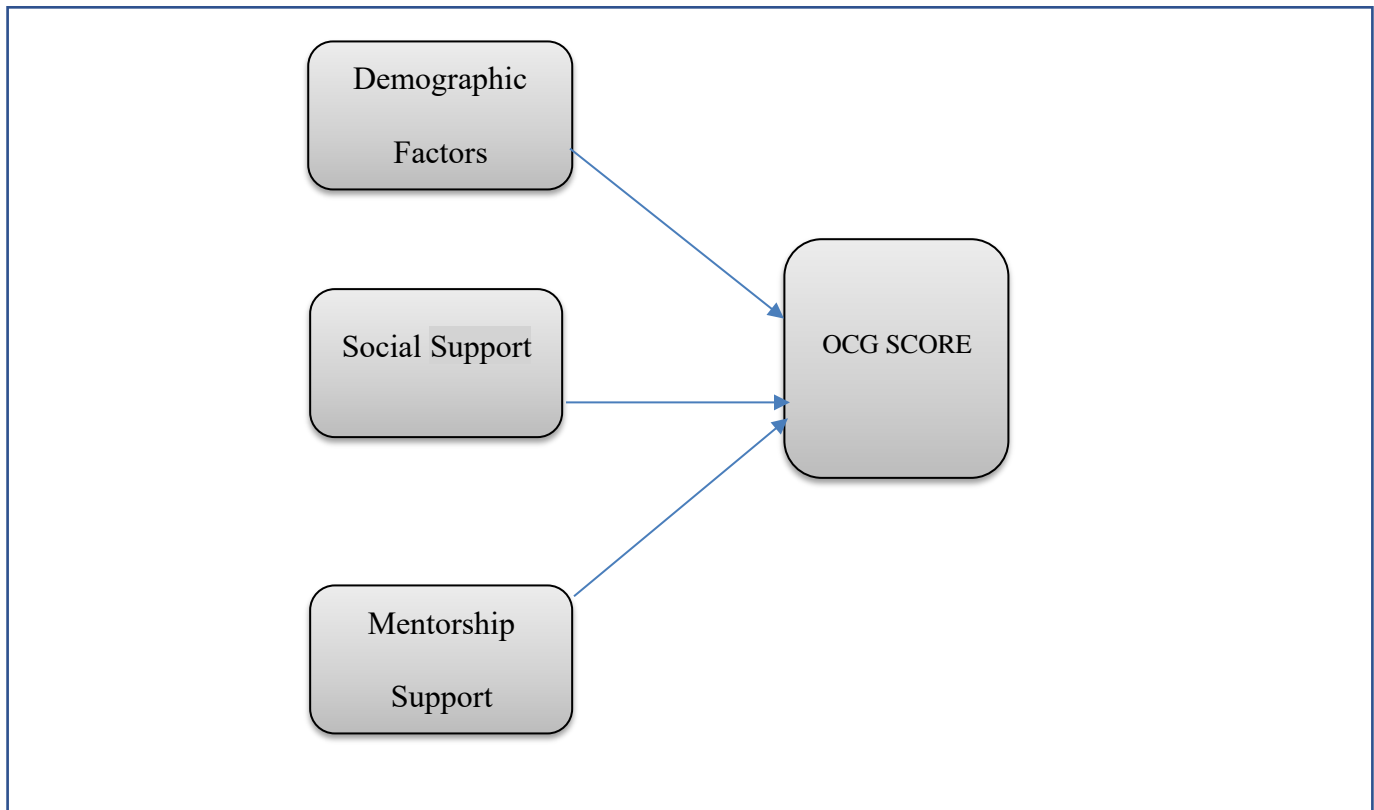 Demographic
Factors
Social Support
OCG SCORE
Mentorship
Support